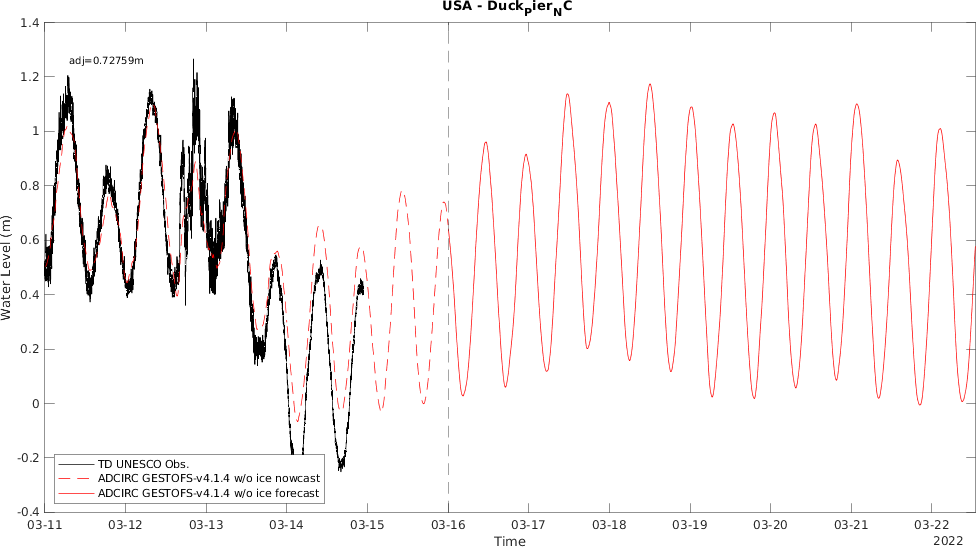 USA - DuckPierNC
1.4
adj=0.72759m
1.2
1
0.8
0.6
0.4
0.2
0
-0.2
-0.4
Water Level (m)
TD UNESCO Obs.
ADCIRC GESTOFS-v4.1.4 w/o ice nowcast
ADCIRC GESTOFS-v4.1.4 w/o ice forecast
03-11 03-12 03-13 03-14 03-15 03-16 03-17 03-18 03-19 03-20 03-21 03-22
Time
2022